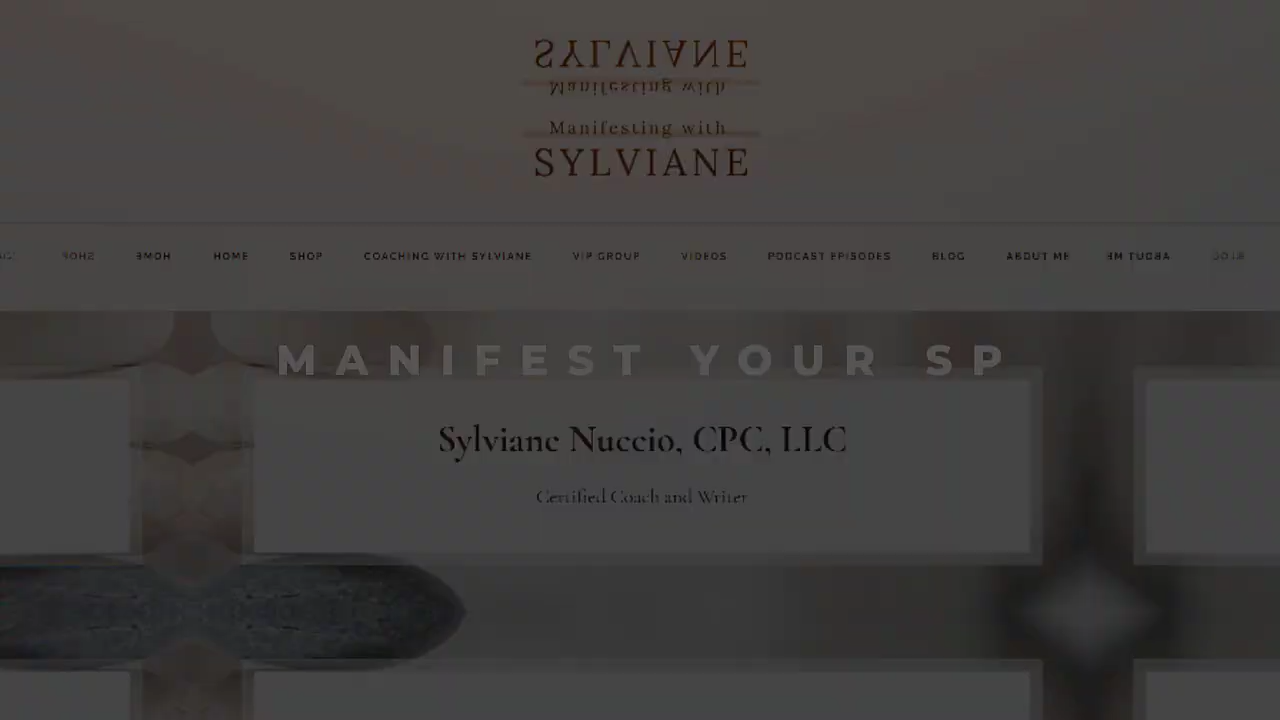 Manifesting with
SYLVIANE
HOME SHOP COACHING WITH SYLVIANE VIP GROUP VIDEOS PODCAST EPISODES BLOG ABOUT ME
MANIFEST YOUR SP
Sylviane Nuccio, CPC, LLC
Certified Coach and Writer